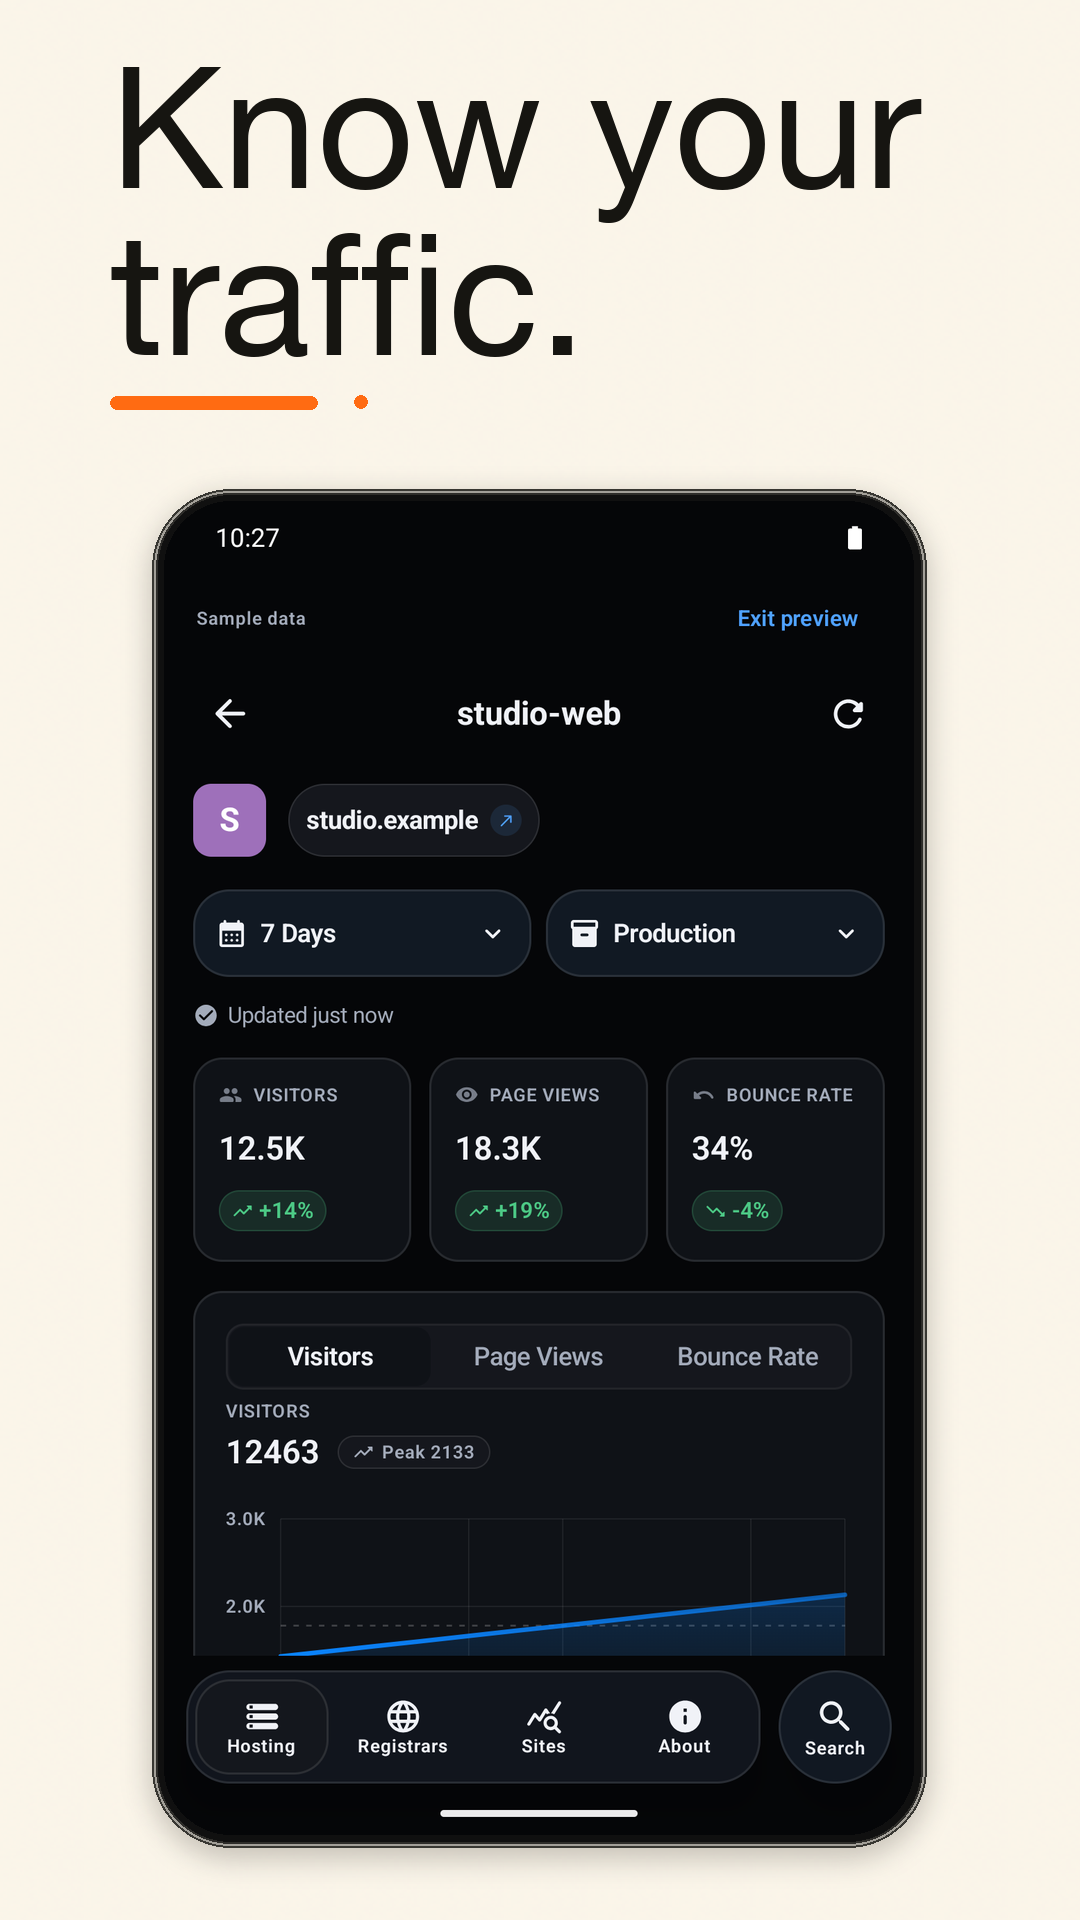 Know your
traffic.
10:27
Sample data
Exit preview
studio-web
S
studio.example
7 Days
Production
Updated just now
VISITORS
PAGE VIEWS
BOUNCE RATE
12.5K
18.3K
34%
+14%
+19%
-4%
Visitors
Page Views
Bounce Rate
VISITORS
12463
Peak 2133
3.0K
2.0K
Hosting
Registrars
Sites
About
Search